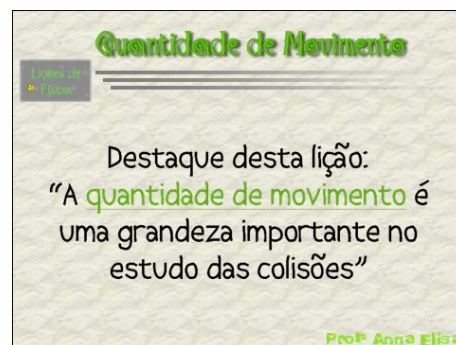 Quantidade de Movimento
Lições de
Física
Destaque desta lição:
"A quantidade de movimento é
uma grandeza importante no
estudo das colisões"
Profª Anna Elisa